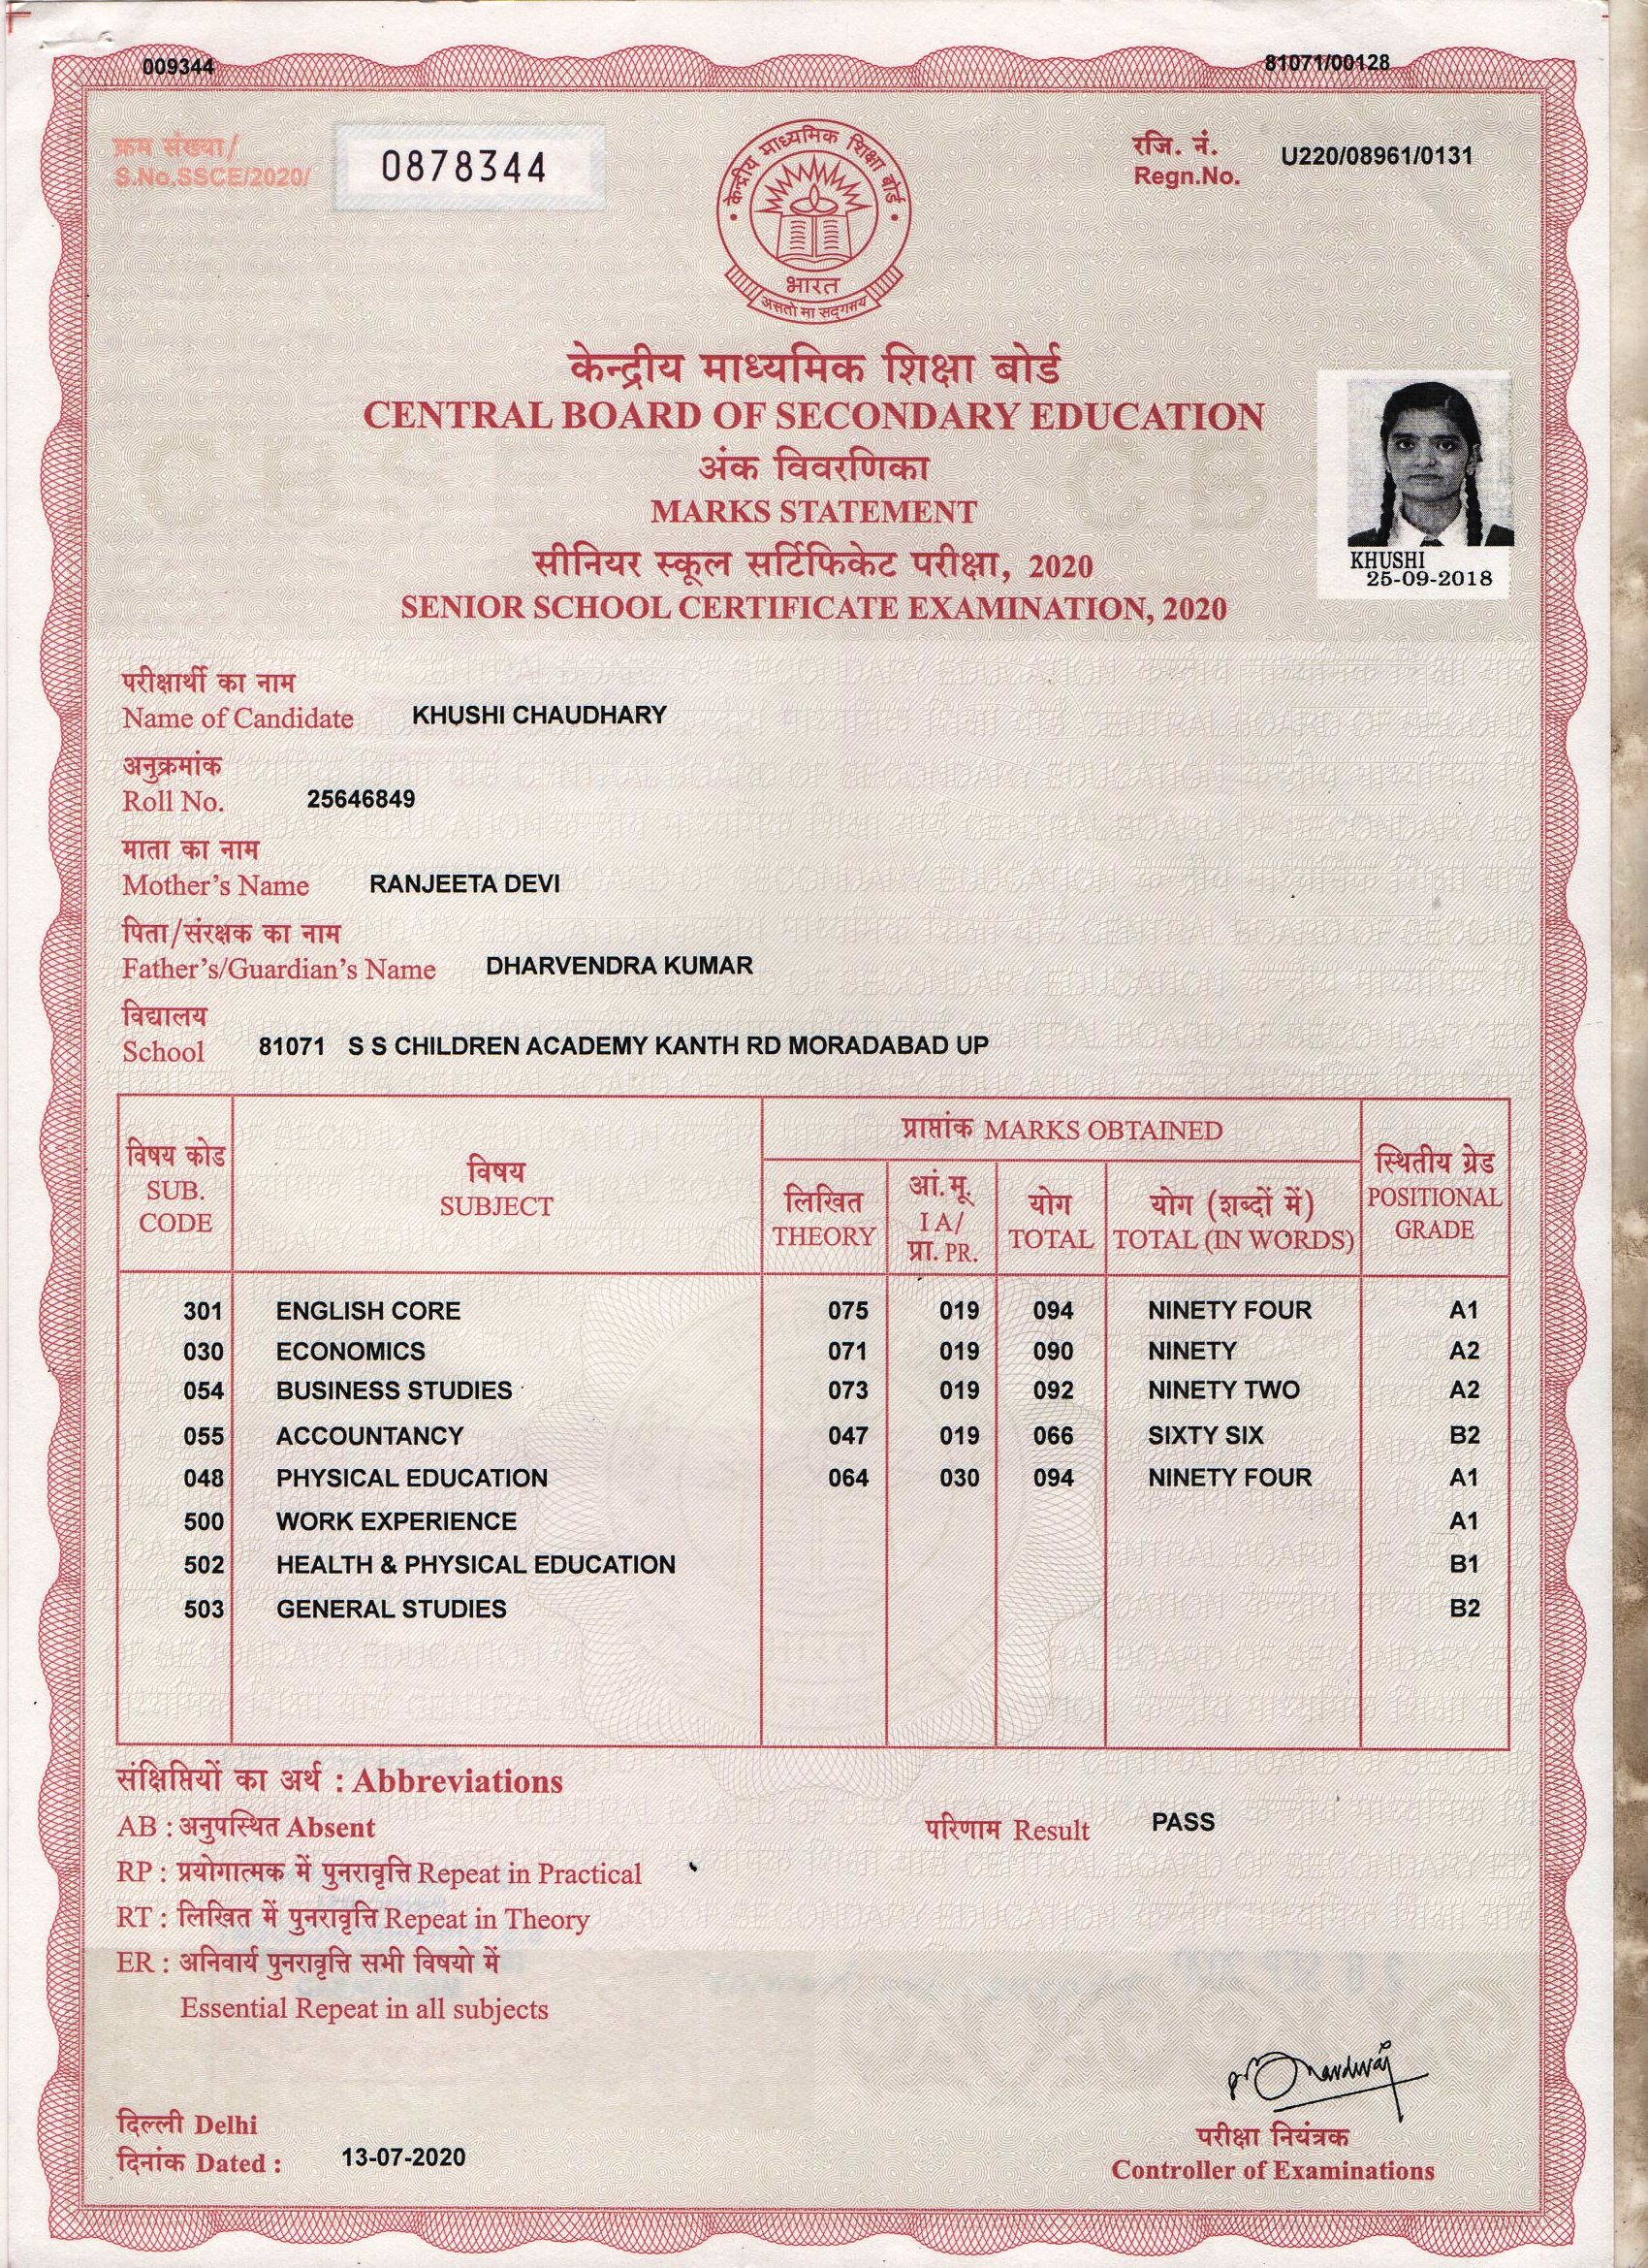 009344
81071/00128
क्रम संख्या/
S.No.SSCE/2020/
0878344
रजि. नं.
Regn.No.
U220/08961/0131
केन्द्रीय माध्यमिक शिक्षा बोर्ड
भारत
असतो मा सद्गमय
केन्द्रीय माध्यमिक शिक्षा बोर्ड
CENTRAL BOARD OF SECONDARY EDUCATION
अंक विवरणिका
MARKS STATEMENT
सीनियर स्कूल सर्टिफिकेट परीक्षा, 2020
SENIOR SCHOOL CERTIFICATE EXAMINATION, 2020
KHUSHI
25-09-2018
परीक्षार्थी का नाम
Name of Candidate KHUSHI CHAUDHARY
अनुक्रमांक
Roll No. 25646849
माता का नाम
Mother's Name RANJEETA DEVI
पिता/संरक्षक का नाम
Father's/Guardian's Name DHARVENDRA KUMAR
विद्यालय
School 81071 S S CHILDREN ACADEMY KANTH RD MORADABAD UP
विषय कोड
SUB.
CODE
विषय
SUBJECT
प्राप्तांक MARKS OBTAINED
लिखित
THEORY
आं.मू.
I A/
प्रा. PR.
योग
TOTAL
योग (शब्दों में)
TOTAL (IN WORDS)
स्थितीय ग्रेड
POSITIONAL
GRADE
301 ENGLISH CORE 075 019 094 NINETY FOUR A1
030 ECONOMICS 071 019 090 NINETY A2
054 BUSINESS STUDIES 073 019 092 NINETY TWO A2
055 ACCOUNTANCY 047 019 066 SIXTY SIX B2
048 PHYSICAL EDUCATION 064 030 094 NINETY FOUR A1
500 WORK EXPERIENCE A1
502 HEALTH & PHYSICAL EDUCATION B1
503 GENERAL STUDIES B2
संक्षिप्तियों का अर्थ : Abbreviations
AB : अनुपस्थित Absent
परिणाम Result PASS
RP : प्रयोगात्मक में पुनरावृत्ति Repeat in Practical
RT : लिखित में पुनरावृत्ति Repeat in Theory
ER : अनिवार्य पुनरावृत्ति सभी विषयो में
Essential Repeat in all subjects
दिल्ली Delhi
दिनांक Dated : 13-07-2020
परीक्षा नियंत्रक
Controller of Examinations